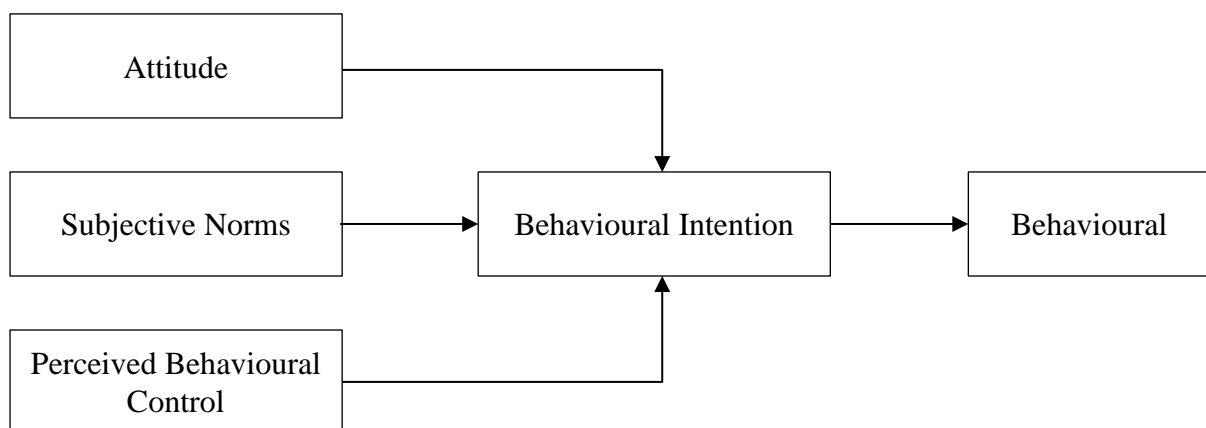 Attitude
Subjective Norms
Behavioural Intention
Behavioural
Perceived Behavioural
Control